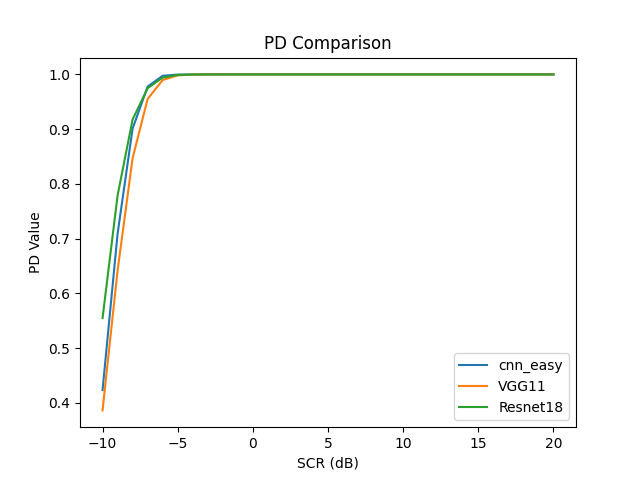 PD Comparison
1.0
0.9
0.8
0.7
0.6
0.5
0.4
PD Value
cnn_easy
VGG11
Resnet18
−10
−5
0
5
10
15
20
SCR (dB)